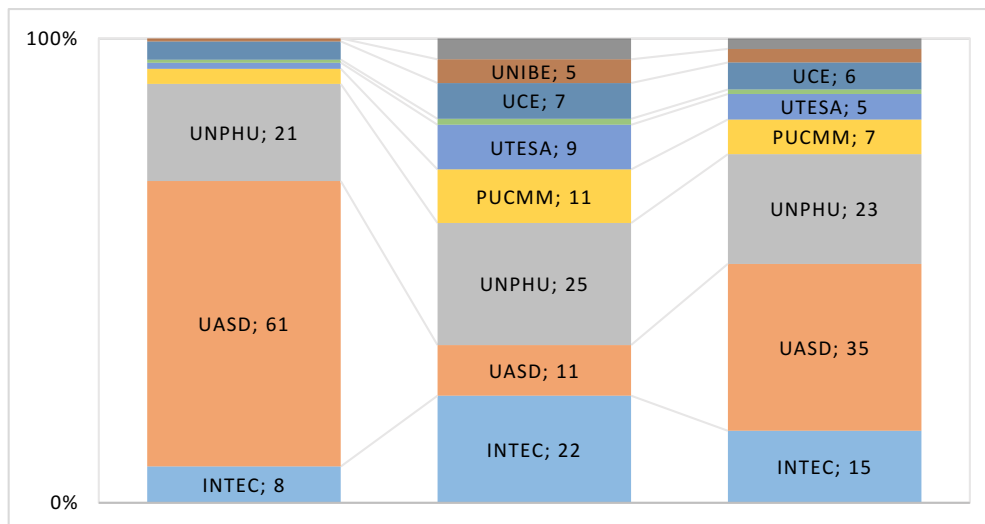 100%
UNPHU; 21
UASD; 61
INTEC; 8
UNIBE; 5
UCE; 7
UTESA; 9
PUCMM; 11
UNPHU; 25
UASD; 11
INTEC; 22
UCE; 6
UTESA; 5
PUCMM; 7
UNPHU; 23
UASD; 35
INTEC; 15
0%